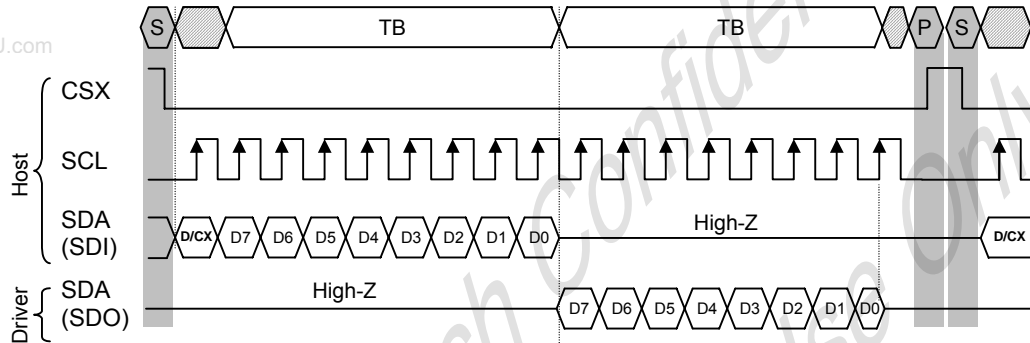 S TB TB P S
U.com
CSX
Host
SCL
SDA
(SDI)
D/CX D7 D6 D5 D4 D3 D2 D1 D0 High-Z D/CX
Driver
SDA
(SDO)
High-Z D7 D6 D5 D4 D3 D2 D1 D0